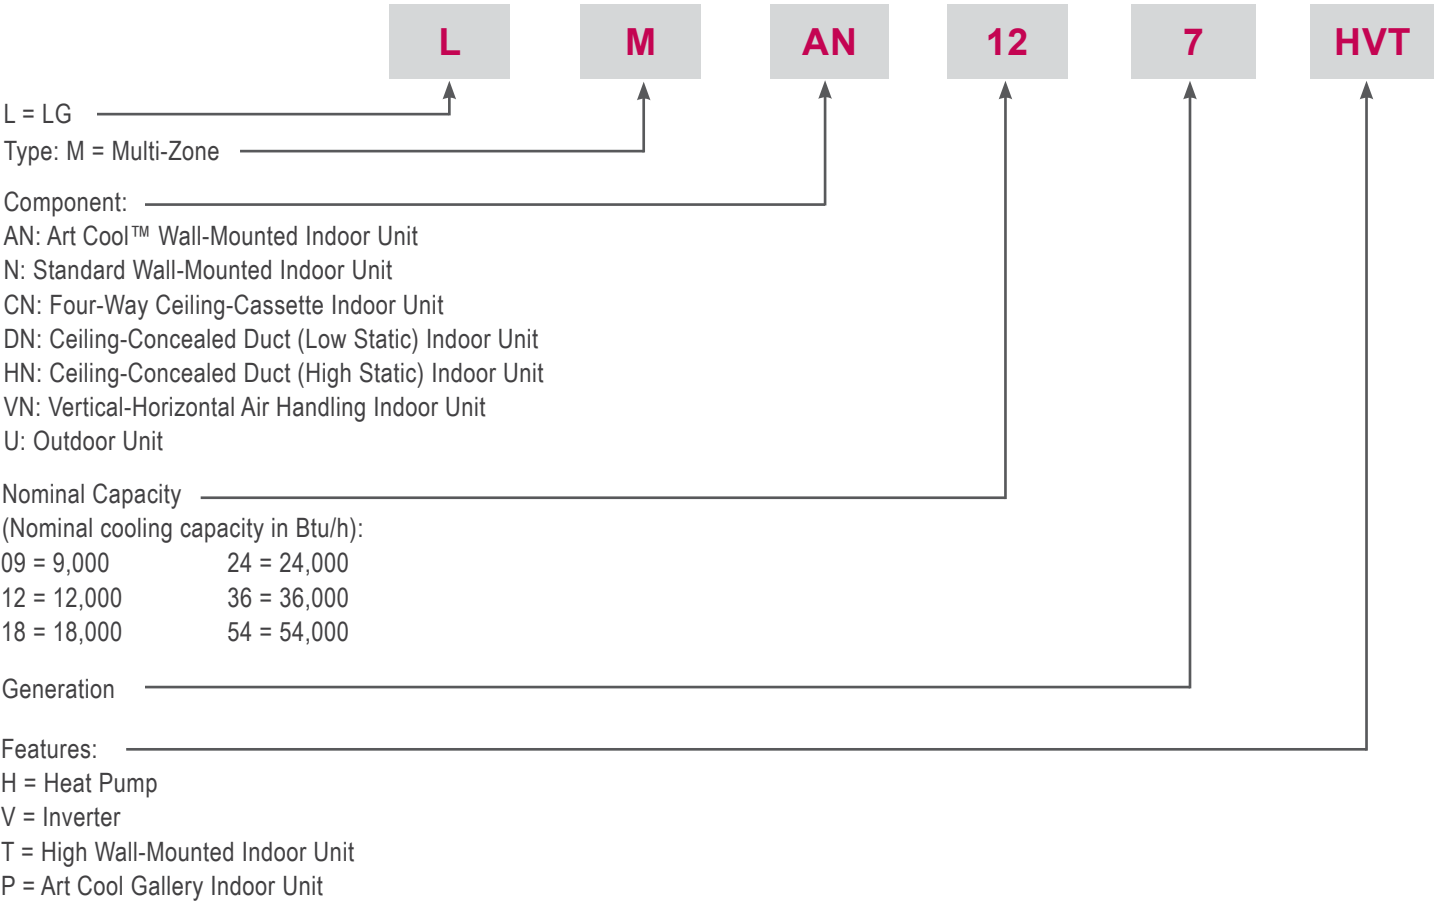 L M AN 12 7 HVT
L = LG
Type: M = Multi-Zone
Component:
AN: Art Cool™ Wall-Mounted Indoor Unit
N: Standard Wall-Mounted Indoor Unit
CN: Four-Way Ceiling-Cassette Indoor Unit
DN: Ceiling-Concealed Duct (Low Static) Indoor Unit
HN: Ceiling-Concealed Duct (High Static) Indoor Unit
VN: Vertical-Horizontal Air Handling Indoor Unit
U: Outdoor Unit
Nominal Capacity
(Nominal cooling capacity in Btu/h):
09 = 9,000 24 = 24,000
12 = 12,000 36 = 36,000
18 = 18,000 54 = 54,000
Generation
Features:
H = Heat Pump
V = Inverter
T = High Wall-Mounted Indoor Unit
P = Art Cool Gallery Indoor Unit